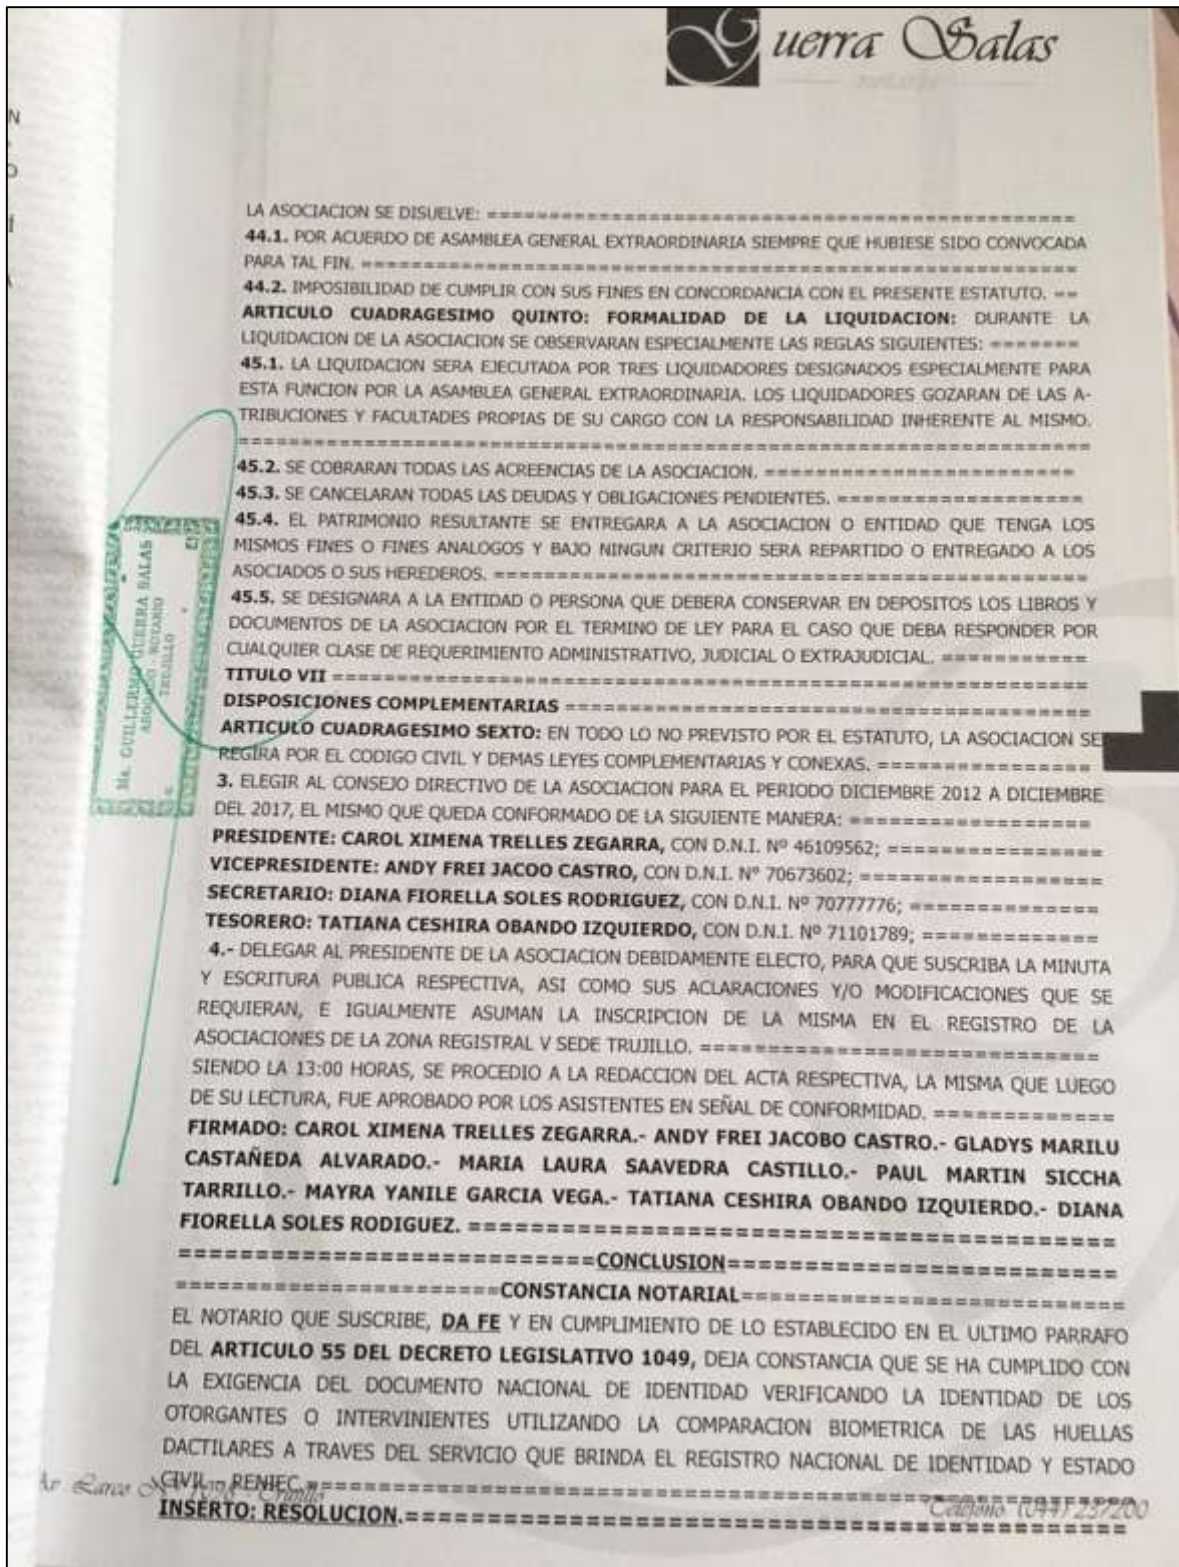 Guerra Salas
LA ASOCIACION SE DISUELVE: ================================================
44.1. POR ACUERDO DE ASAMBLEA GENERAL EXTRAORDINARIA SIEMPRE QUE HUBIESE SIDO CONVOCADA
PARA TAL FIN. ==========================================================
44.2. IMPOSIBILIDAD DE CUMPLIR CON SUS FINES EN CONCORDANCIA CON EL PRESENTE ESTATUTO. ==
ARTICULO CUADRAGESIMO QUINTO: FORMALIDAD DE LA LIQUIDACION: DURANTE LA
LIQUIDACION DE LA ASOCIACION SE OBSERVARAN ESPECIALMENTE LAS REGLAS SIGUIENTES: =======
45.1. LA LIQUIDACION SERA EJECUTADA POR TRES LIQUIDADORES DESIGNADOS ESPECIALMENTE PARA
ESTA FUNCION POR LA ASAMBLEA GENERAL EXTRAORDINARIA. LOS LIQUIDADORES GOZARAN DE LAS A-
TRIBUCIONES Y FACULTADES PROPIAS DE SU CARGO CON LA RESPONSABILIDAD INHERENTE AL MISMO.
=====================================================================
45.2. SE COBRARAN TODAS LAS ACREENCIAS DE LA ASOCIACION. =========================
45.3. SE CANCELARAN TODAS LAS DEUDAS Y OBLIGACIONES PENDIENTES. ====================
45.4. EL PATRIMONIO RESULTANTE SE ENTREGARA A LA ASOCIACION O ENTIDAD QUE TENGA LOS
MISMOS FINES O FINES ANALOGOS Y BAJO NINGUN CRITERIO SERA REPARTIDO O ENTREGADO A LOS
ASOCIADOS O SUS HEREDEROS. ================================================
45.5. SE DESIGNARA A LA ENTIDAD O PERSONA QUE DEBERA CONSERVAR EN DEPOSITOS LOS LIBROS Y
DOCUMENTOS DE LA ASOCIACION POR EL TERMINO DE LEY PARA EL CASO QUE DEBA RESPONDER POR
CUALQUIER CLASE DE REQUERIMIENTO ADMINISTRATIVO, JUDICIAL O EXTRAJUDICIAL. ============
TITULO VII =============================================================
DISPOSICIONES COMPLEMENTARIAS ==========================================
ARTICULO CUADRAGESIMO SEXTO: EN TODO LO NO PREVISTO POR EL ESTATUTO, LA ASOCIACION SE
REGIRA POR EL CODIGO CIVIL Y DEMAS LEYES COMPLEMENTARIAS Y CONEXAS. =================
3. ELEGIR AL CONSEJO DIRECTIVO DE LA ASOCIACION PARA EL PERIODO DICIEMBRE 2012 A DICIEMBRE
DEL 2017, EL MISMO QUE QUEDA CONFORMADO DE LA SIGUIENTE MANERA: ===================
PRESIDENTE: CAROL XIMENA TRELLES ZEGARRA, CON D.N.I. Nº 46109562; =================
VICEPRESIDENTE: ANDY FREI JACOO CASTRO, CON D.N.I. N° 70673602; ===================
SECRETARIO: DIANA FIORELLA SOLES RODRIGUEZ, CON D.N.I. Nº 70777776; ==============
TESORERO: TATIANA CESHIRA OBANDO IZQUIERDO, CON D.N.I. Nº 71101789; =============
4.- DELEGAR AL PRESIDENTE DE LA ASOCIACION DEBIDAMENTE ELECTO, PARA QUE SUSCRIBA LA MINUTA
Y ESCRITURA PUBLICA RESPECTIVA, ASI COMO SUS ACLARACIONES Y/O MODIFICACIONES QUE SE
REQUIERAN, E IGUALMENTE ASUMAN LA INSCRIPCION DE LA MISMA EN EL REGISTRO DE LA
ASOCIACIONES DE LA ZONA REGISTRAL V SEDE TRUJILLO. ==============================
SIENDO LA 13:00 HORAS, SE PROCEDIO A LA REDACCION DEL ACTA RESPECTIVA, LA MISMA QUE LUEGO
DE SU LECTURA, FUE APROBADO POR LOS ASISTENTES EN SEÑAL DE CONFORMIDAD. =============
FIRMADO: CAROL XIMENA TRELLES ZEGARRA.- ANDY FREI JACOBO CASTRO.- GLADYS MARILU
CASTAÑEDA ALVARADO.- MARIA LAURA SAAVEDRA CASTILLO.- PAUL MARTIN SICCHA
TARRILLO.- MAYRA YANILE GARCIA VEGA.- TATIANA CESHIRA OBANDO IZQUIERDO.- DIANA
FIORELLA SOLES RODIGUEZ. ==============================================
===========================CONCLUSION=========================
=====================CONSTANCIA NOTARIAL==========================
EL NOTARIO QUE SUSCRIBE, DA FE Y EN CUMPLIMIENTO DE LO ESTABLECIDO EN EL ULTIMO PARRAFO
DEL ARTICULO 55 DEL DECRETO LEGISLATIVO 1049, DEJA CONSTANCIA QUE SE HA CUMPLIDO CON
LA EXIGENCIA DEL DOCUMENTO NACIONAL DE IDENTIDAD VERIFICANDO LA IDENTIDAD DE LOS
OTORGANTES O INTERVINIENTES UTILIZANDO LA COMPARACION BIOMETRICA DE LAS HUELLAS
DACTILARES A TRAVES DEL SERVICIO QUE BRINDA EL REGISTRO NACIONAL DE IDENTIDAD Y ESTADO
CIVIL - RENIEC.=====================================================
INSERTO: RESOLUCION.==============================================
Larco
Teléfono (044) 237200
Ms. GUILLERMO GUERRA SALAS
ABOGADO - NOTARIO
TRUJILLO